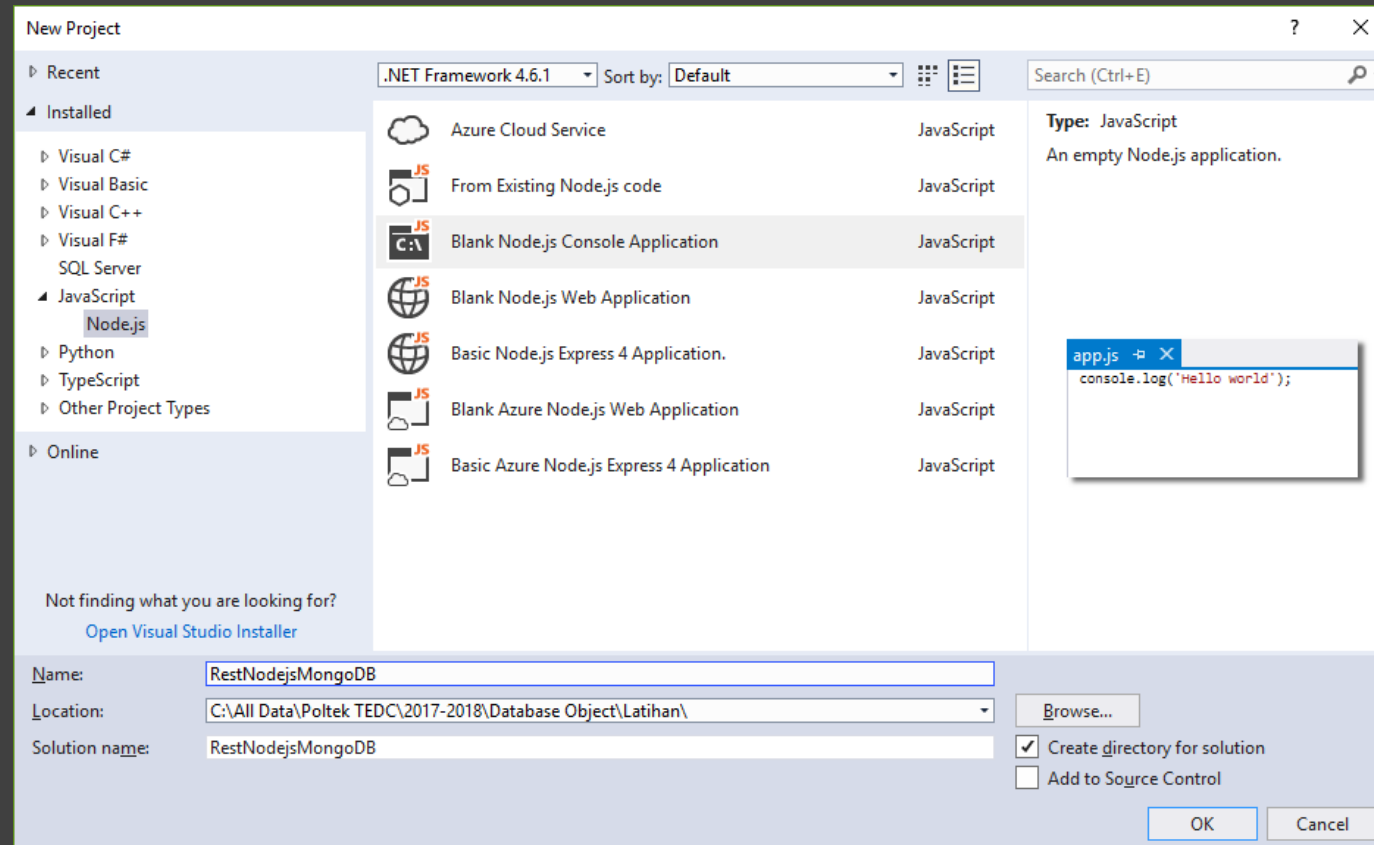 New Project
?
Recent
Installed
Visual C#
Visual Basic
Visual C++
Visual F#
SQL Server
JavaScript
Node.js
Python
TypeScript
Other Project Types
Online
Not finding what you are looking for?
Open Visual Studio Installer
.NET Framework 4.6.1 Sort by: Default
Search (Ctrl+E)
Azure Cloud Service JavaScript
JS From Existing Node.js code JavaScript
JS C:\ Blank Node.js Console Application JavaScript
JS Blank Node.js Web Application JavaScript
JS Basic Node.js Express 4 Application. JavaScript
JS Blank Azure Node.js Web Application JavaScript
JS Basic Azure Node.js Express 4 Application JavaScript
Type: JavaScript
An empty Node.js application.
app.js
console.log('Hello world');
Name: RestNodejsMongoDB
Location: C:\All Data\Poltek TEDC\2017-2018\Database Object\Latihan\ Browse...
Solution name: RestNodejsMongoDB
Create directory for solution
Add to Source Control
OK Cancel